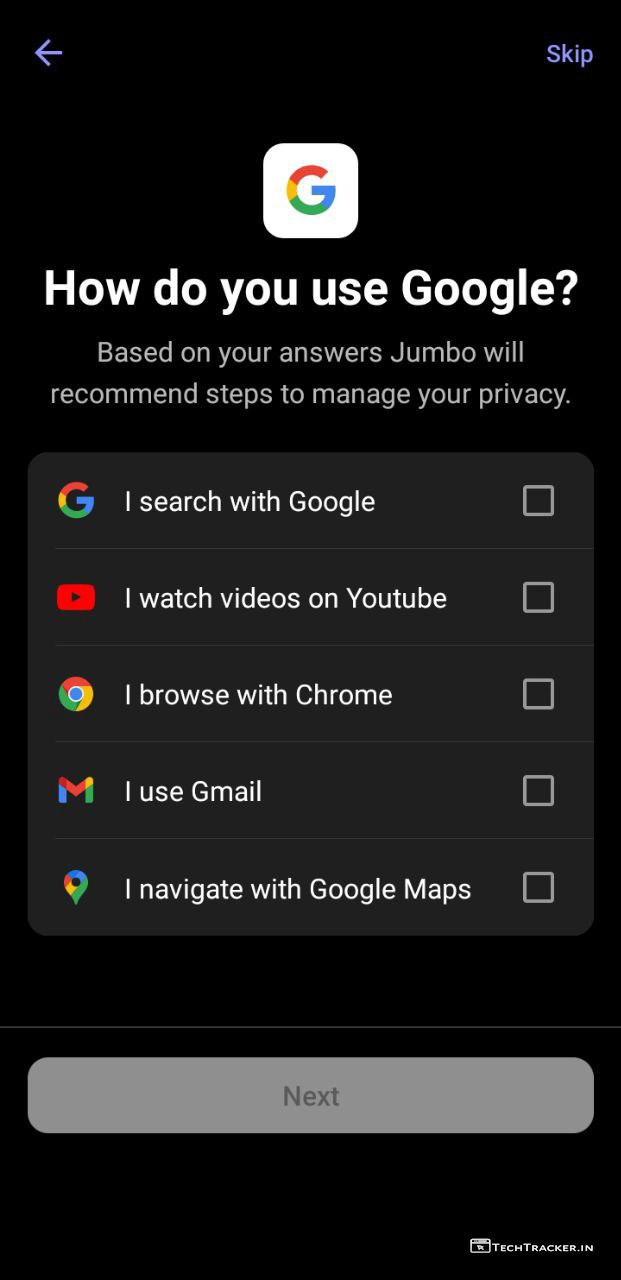 Skip
How do you use Google?
Based on your answers Jumbo will
recommend steps to manage your privacy.
I search with Google
I watch videos on Youtube
I browse with Chrome
I use Gmail
I navigate with Google Maps
Next
TECHTRACKER.IN